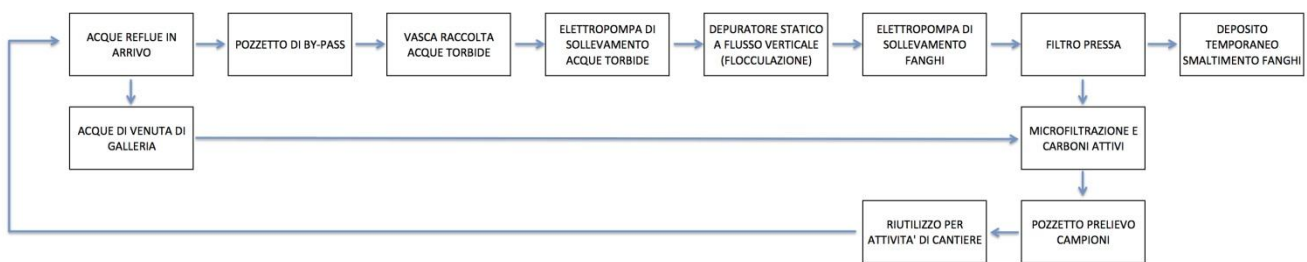 ACQUE REFLUE IN
ARRIVO
POZZETTO DI BY-PASS
VASCA RACCOLTA
ACQUE TORBIDE
ELETTROPOMPA DI
SOLLEVAMENTO
ACQUE TORBIDE
DEPURATORE STATICO
A FLUSSO VERTICALE
(FLOCCULAZIONE)
ELETTROPOMPA DI
SOLLEVAMENTO
FANGHI
FILTRO PRESSA
DEPOSITO
TEMPORANEO
SMALTIMENTO FANGHI
ACQUE DI VENUTA DI
GALLERIA
MICROFILTRAZIONE E
CARBONI ATTIVI
RIUTILIZZO PER
ATTIVITA' DI CANTIERE
POZZETTO PRELIEVO
CAMPIONI